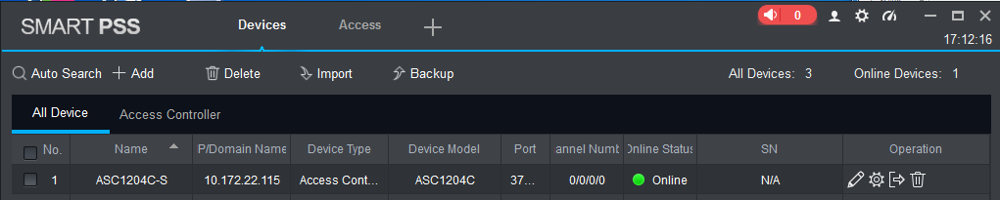 SMART PSS Devices Access 0
17:12:16
Auto Search Add Delete Import Backup All Devices: 3 Online Devices: 1
All Device Access Controller
No. Name P/Domain Name Device Type Device Model Port annel Numb Online Status SN Operation
1 ASC1204C-S 10.172.22.115 Access Cont... ASC1204C 37... 0/0/0/0 Online N/A